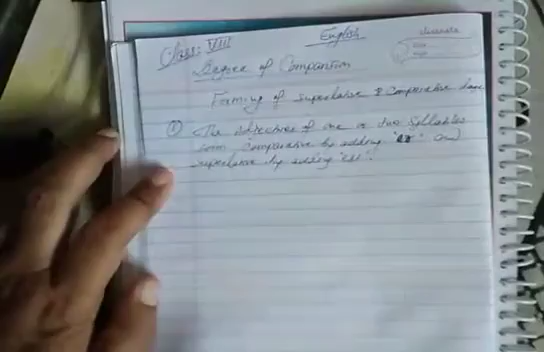 Class: VIII
English
Degree of Comparison
Forming of Superlative & Comparative degree
① The adjectives of one or two syllables
form comparative by adding "er" and
superlative by adding "est".